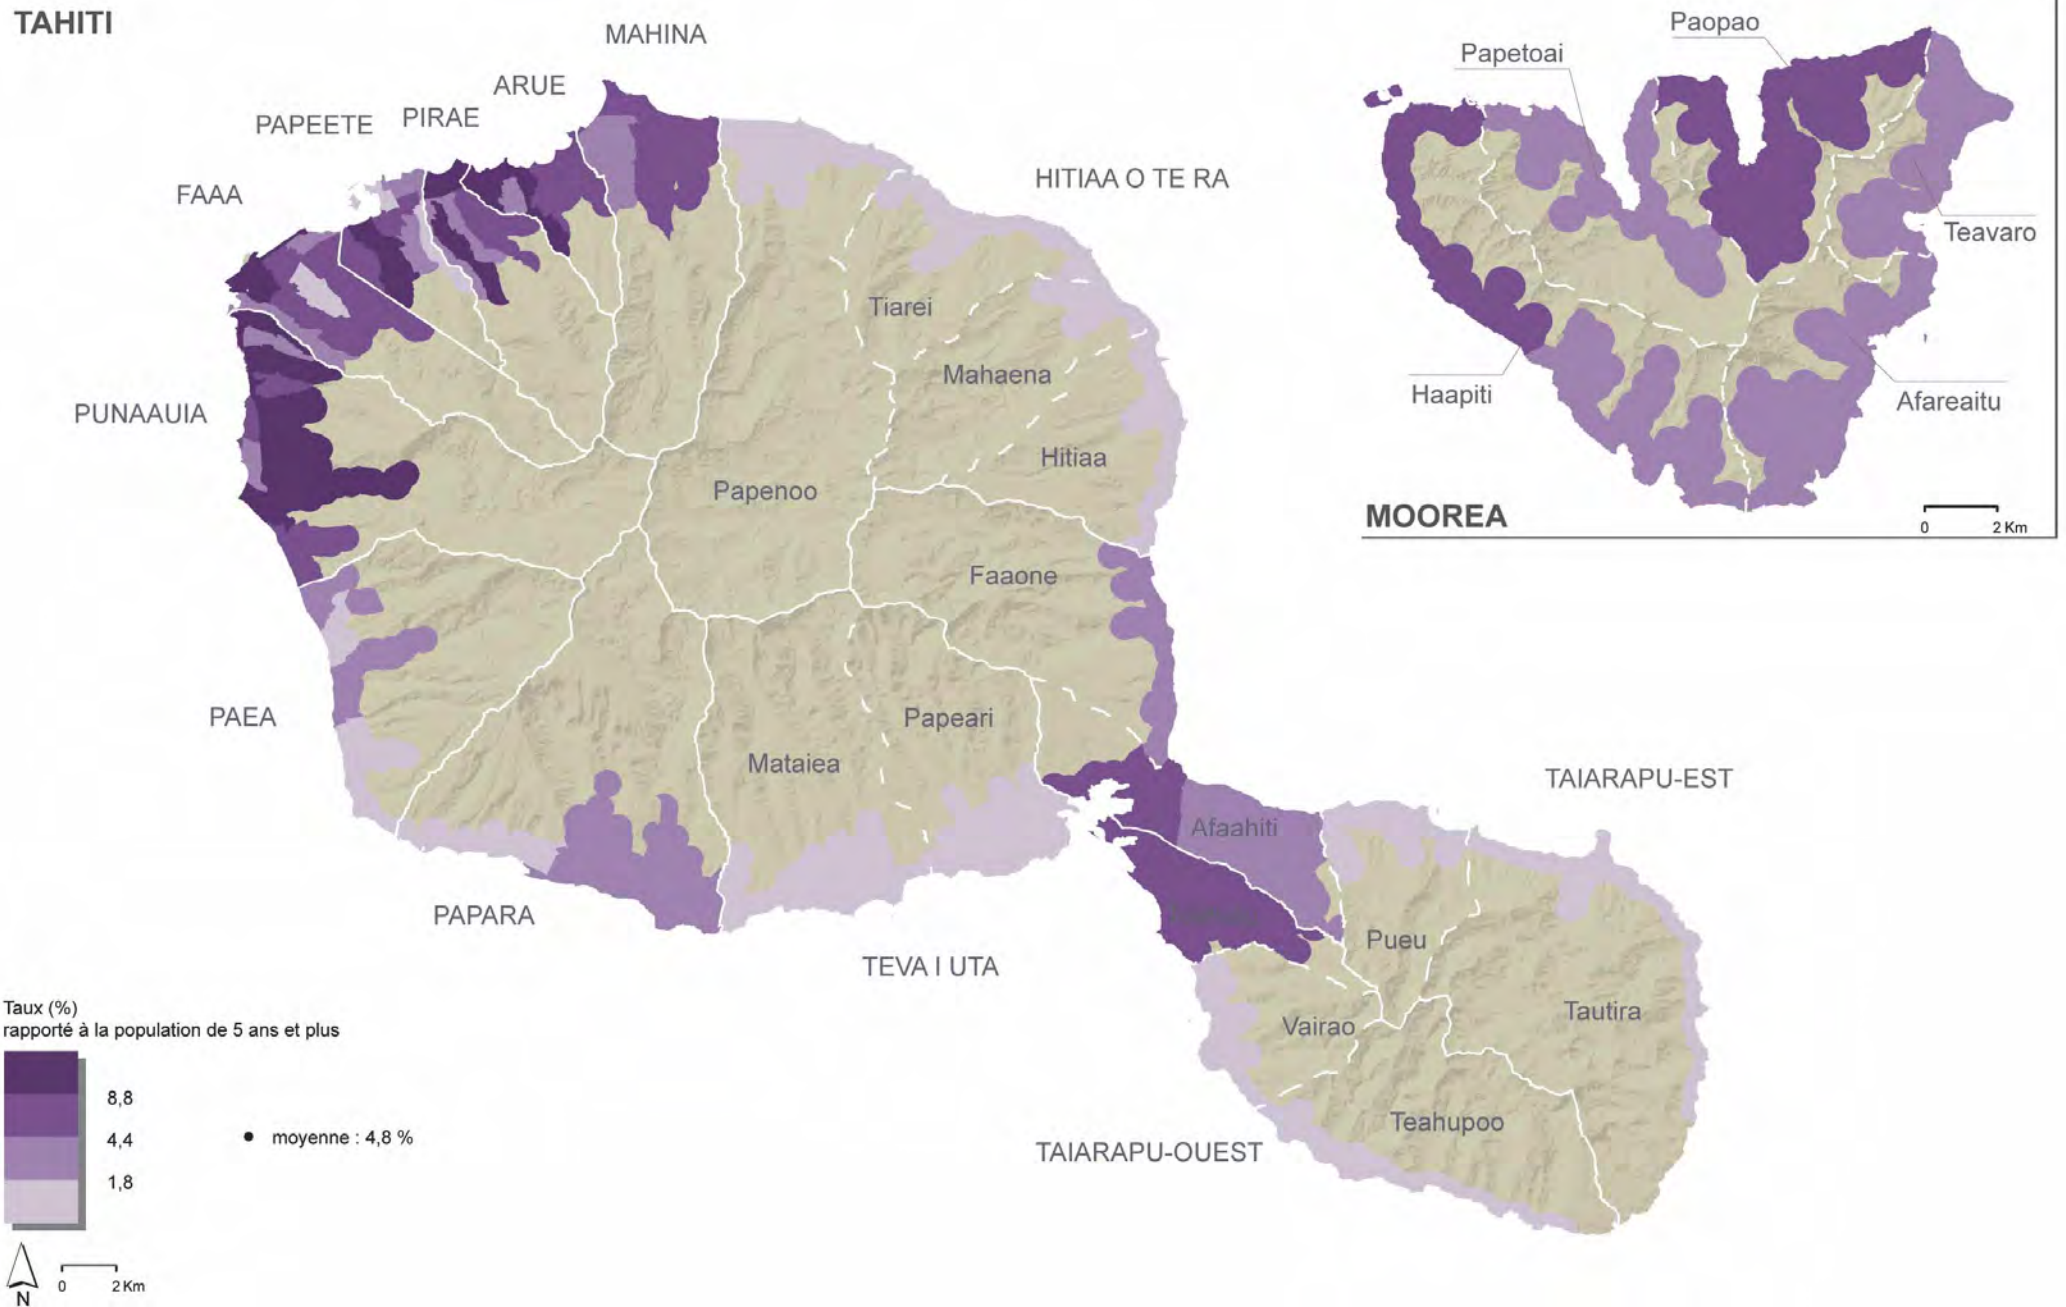 TAHITI
MAHINA
ARUE
PIRAE
PAPEETE
FAAA
HITIAA O TE RA
PUNAAUIA
Tiarei
Mahaena
Hitiaa
Papenoo
Faaone
PAEA
Papeari
Mataiea
PAPARA
TEVA I UTA
TAIARAPU-EST
Afaahiti
Pueu
Tautira
Vairao
Teahupoo
TAIARAPU-OUEST
Paopao
Papetoai
Teavaro
Haapiti
Afareaitu
MOOREA
0 2 Km
Taux (%)
rapporté à la population de 5 ans et plus
8,8
4,4
1,8
moyenne : 4,8 %
N
0 2 Km